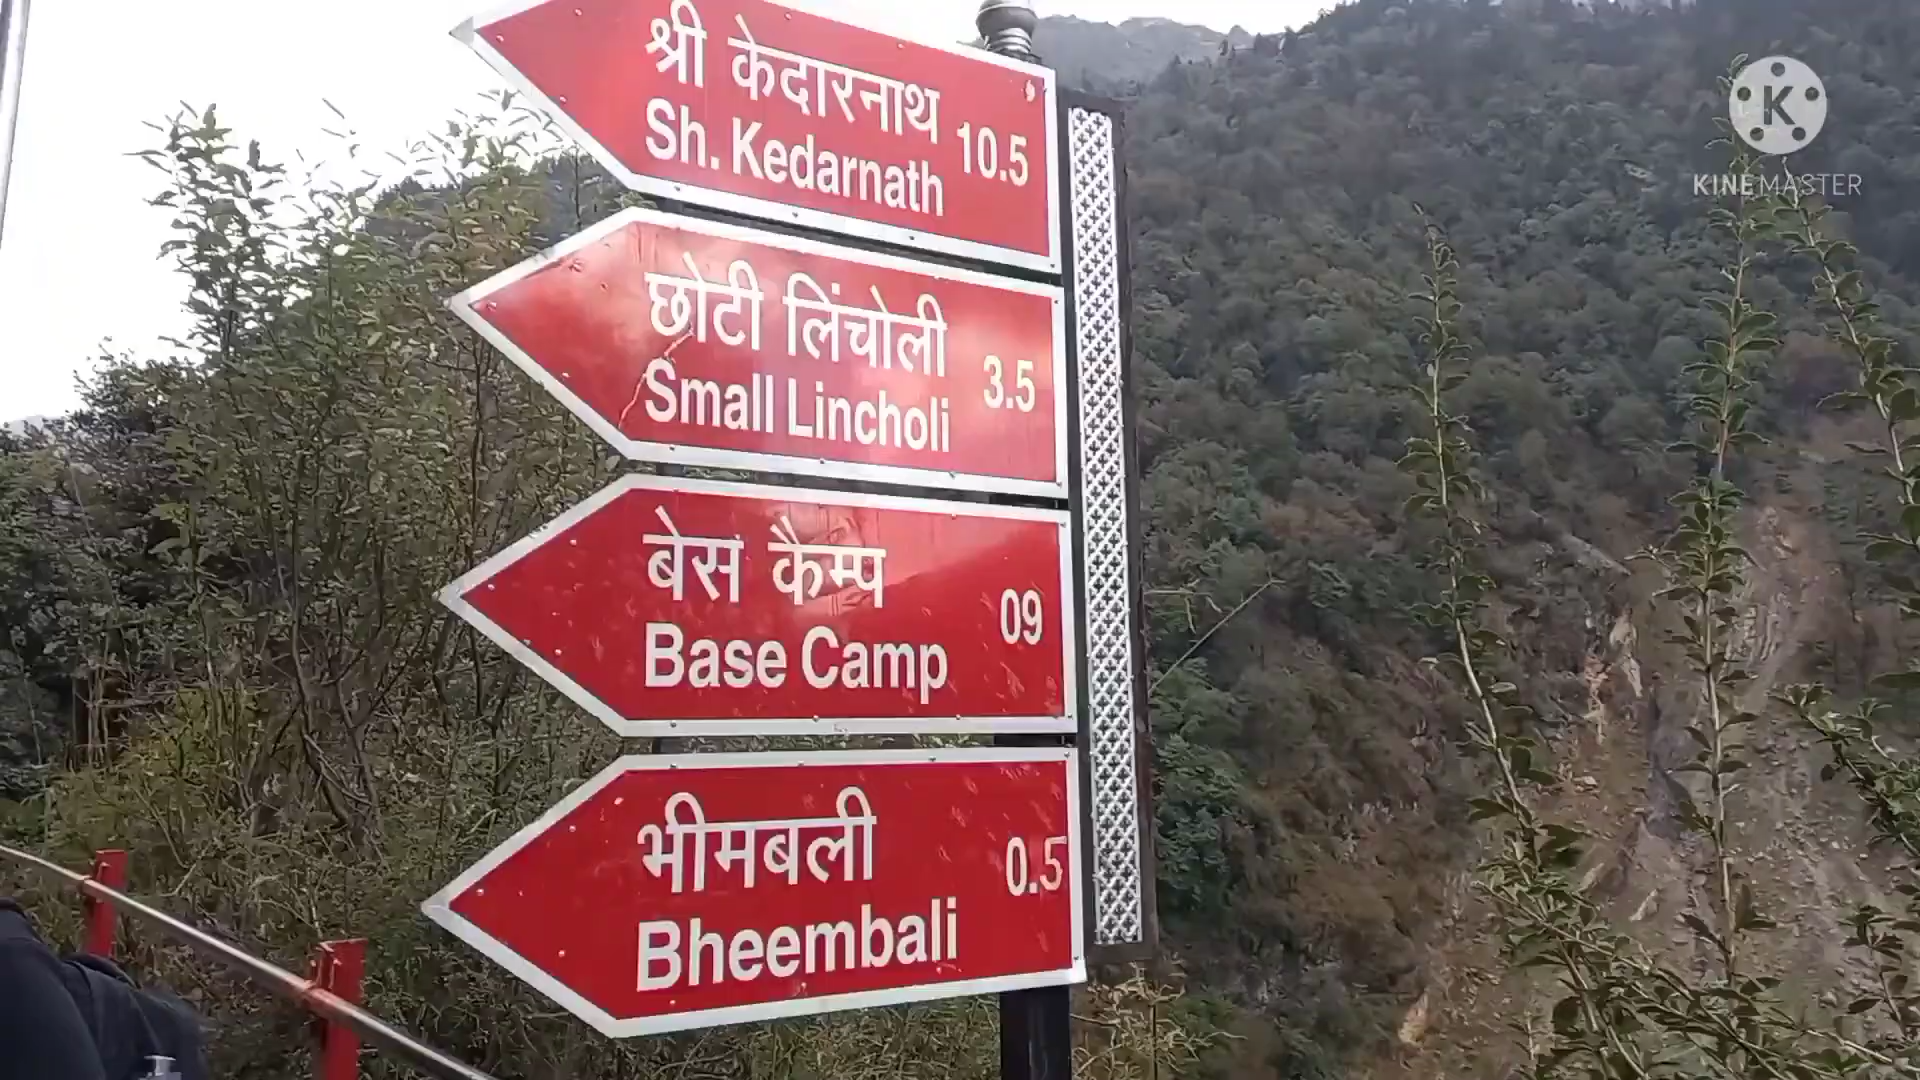 श्री केदारनाथ
Sh. Kedarnath
10.5
छोटी लिंचोली
Small Lincholi
3.5
बेस कैम्प
Base Camp
09
भीमबली
Bheembali
0.5
K
KINEMASTER